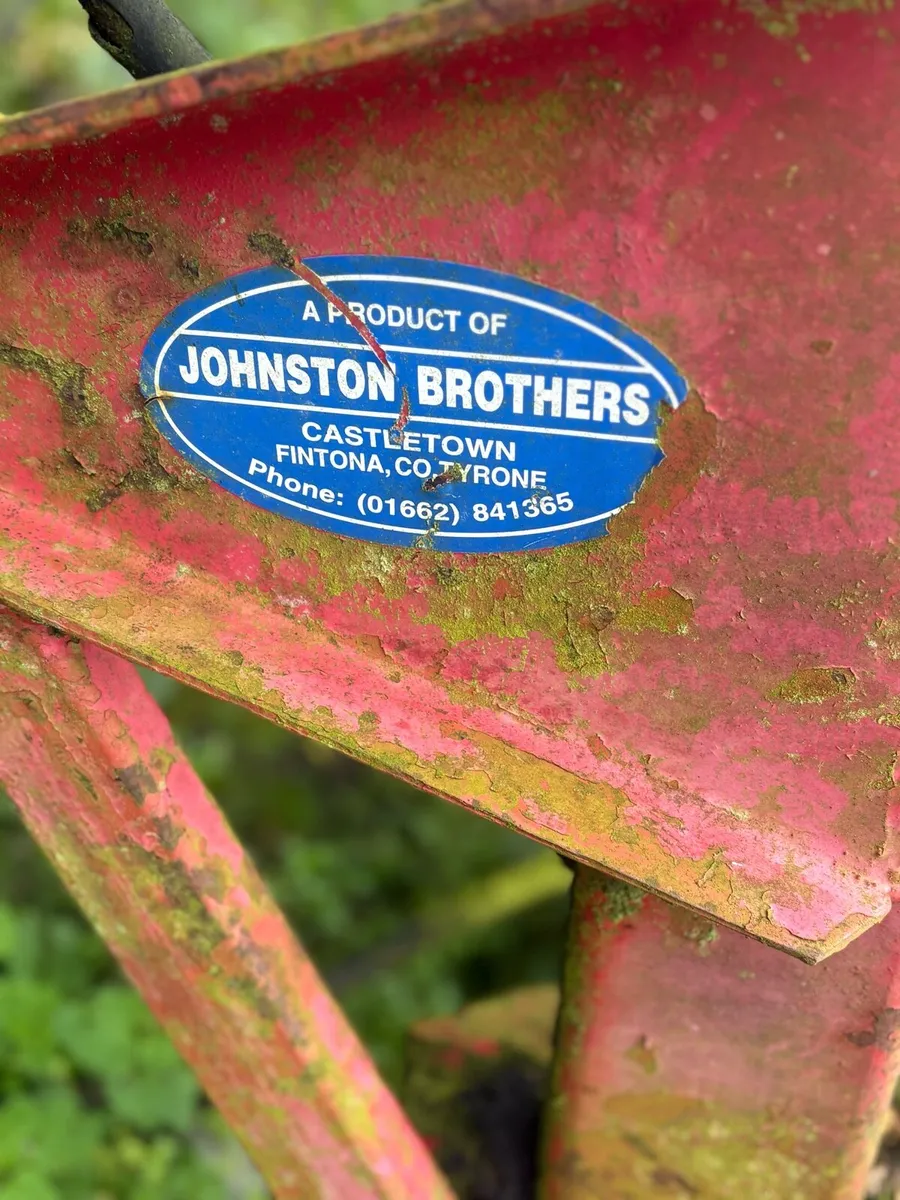 A PRODUCT OF
JOHNSTON BROTHERS
CASTLETOWN
FINTONA, CO. TYRONE
Phone: (01662) 841365